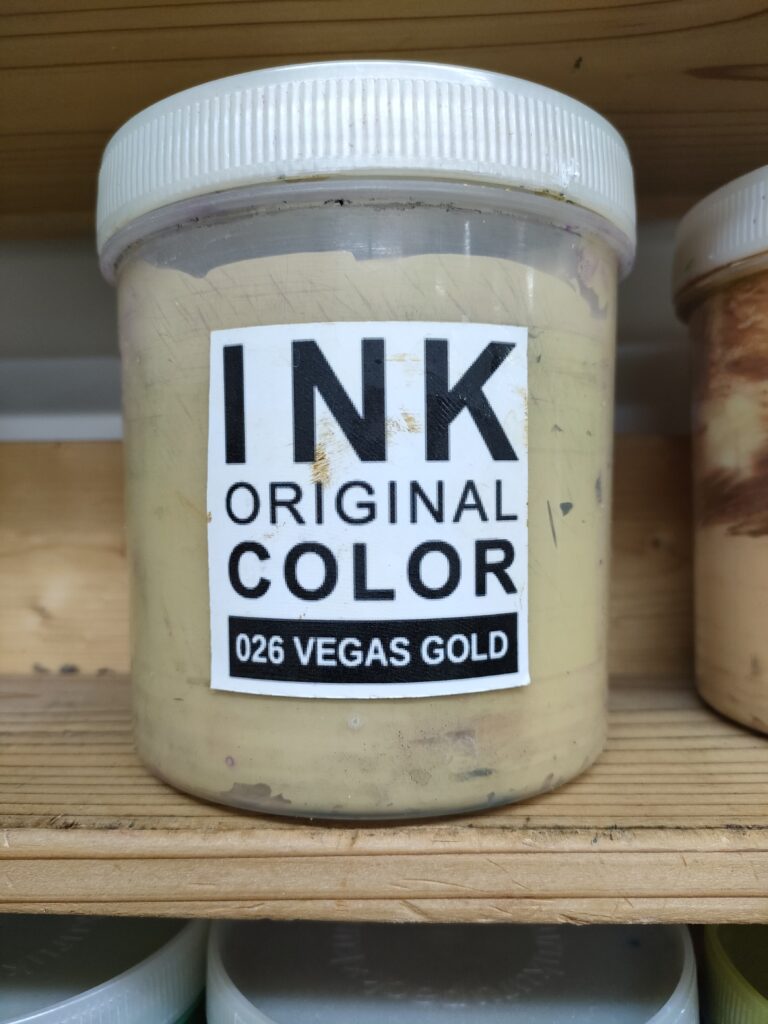 INK
ORIGINAL
COLOR
026 VEGAS GOLD